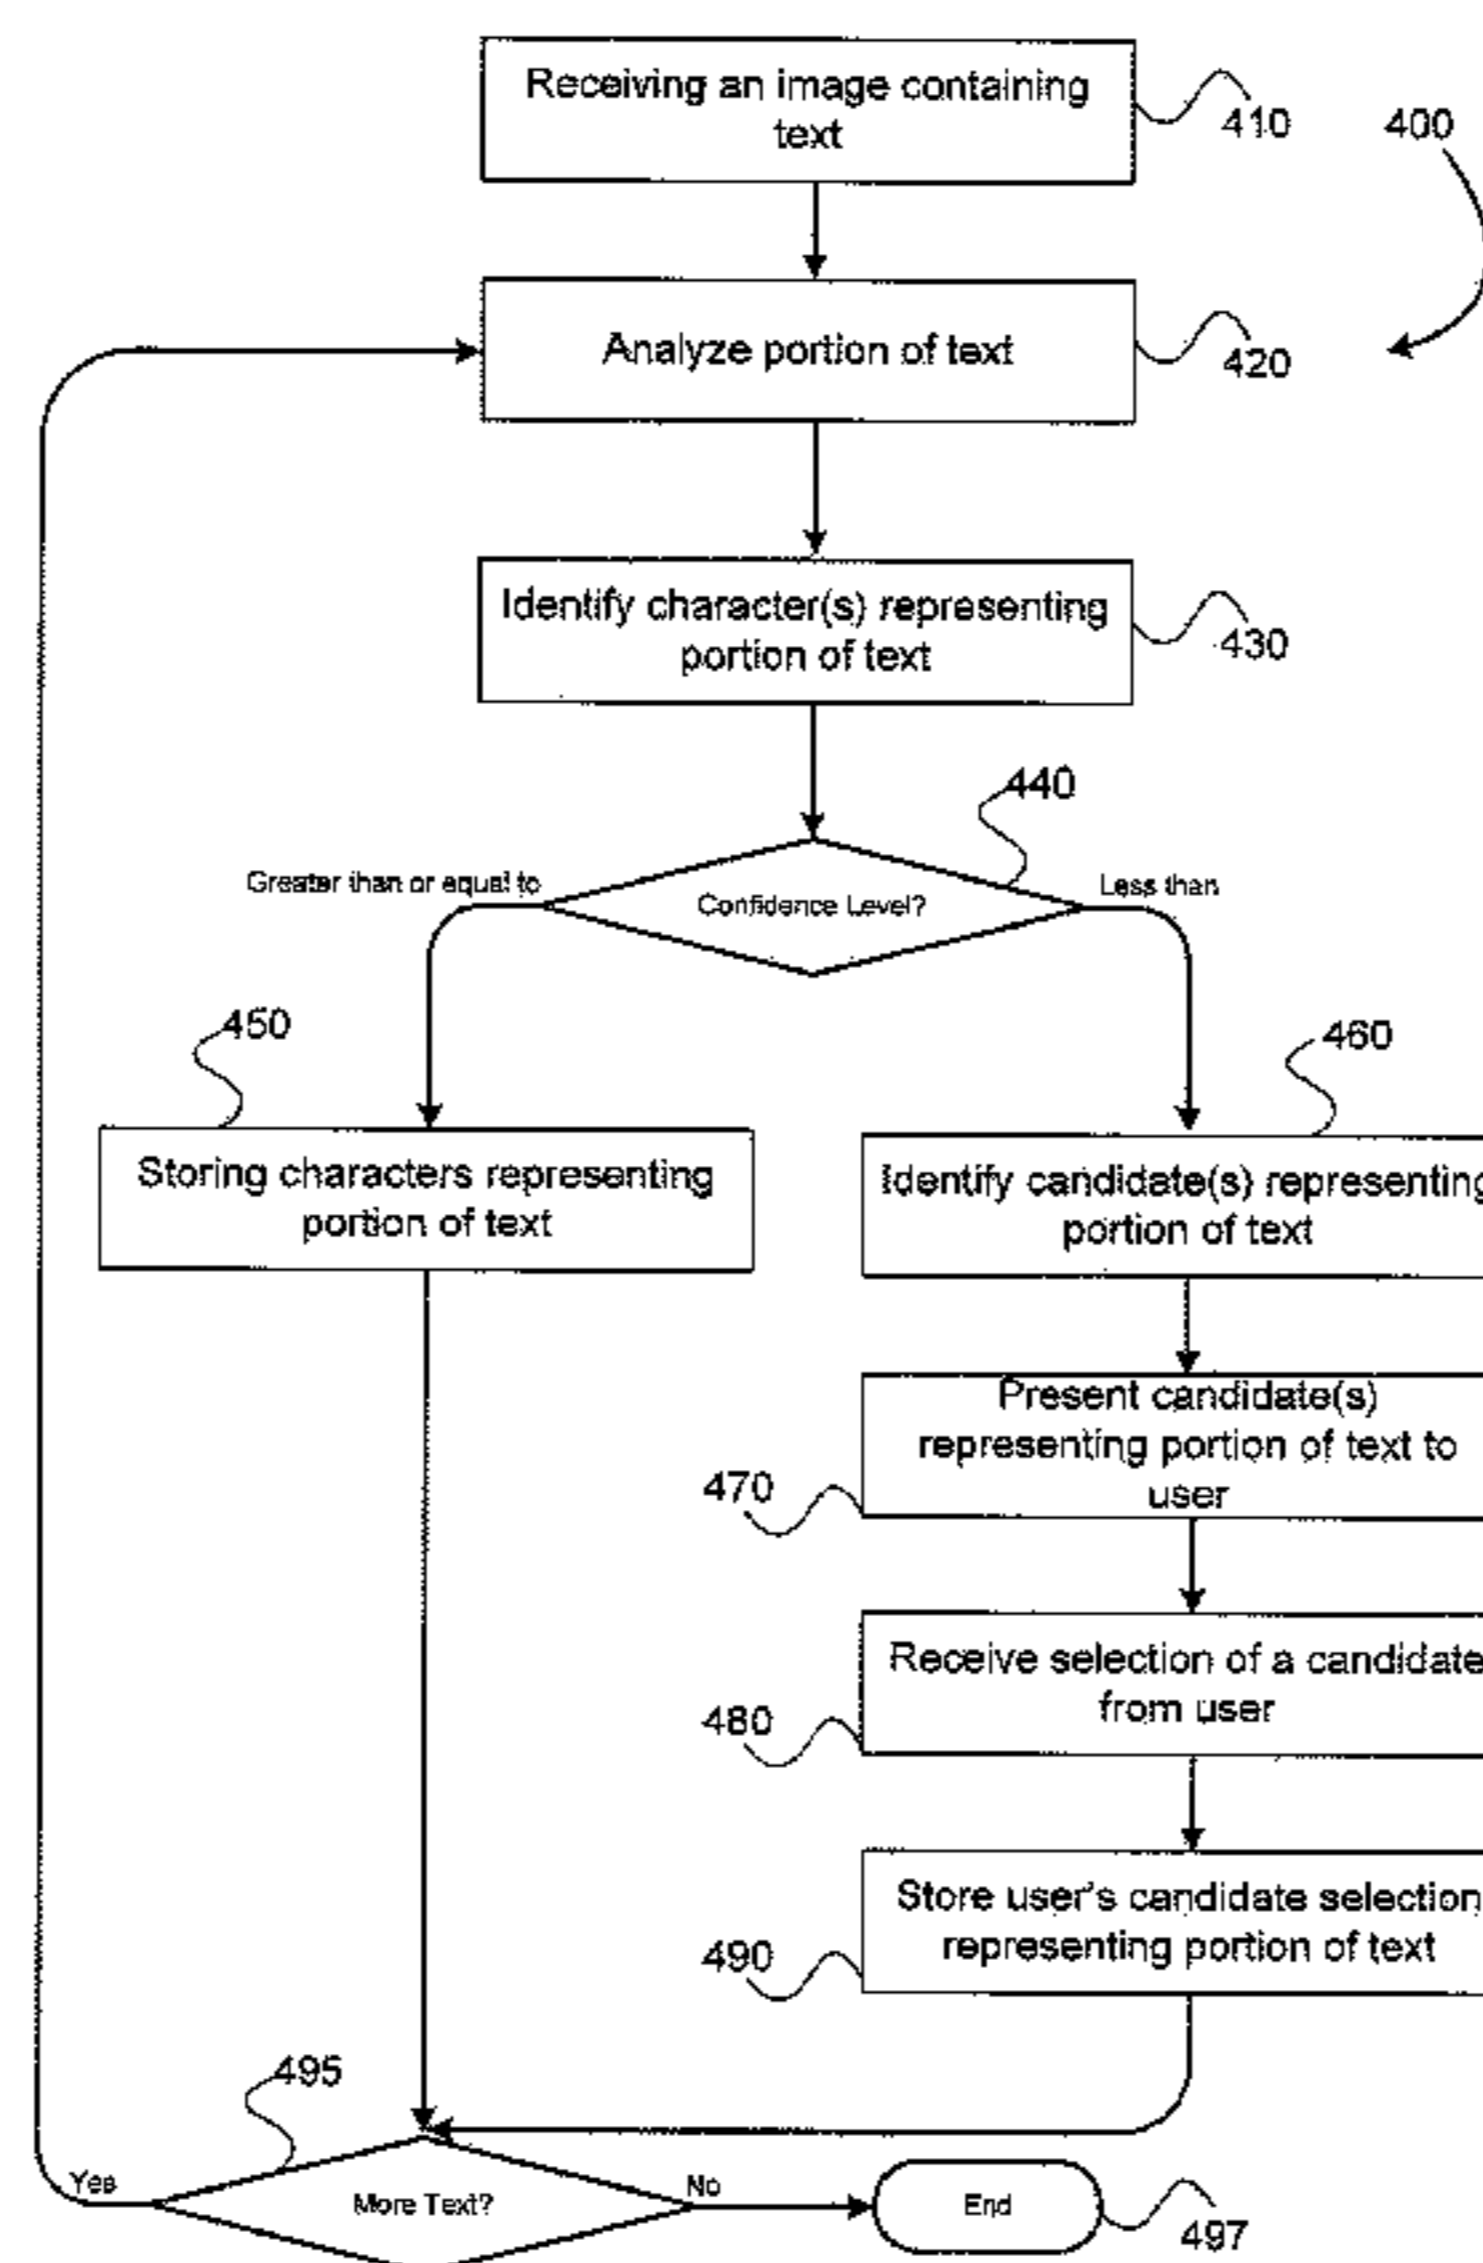 Receiving an image containing
text
410
400
Analyze portion of text
420
Identify character(s) representing
portion of text
430
440
Greater than or equal to
Confidence Level?
Less than
450
460
Storing characters representing
portion of text
Identify candidate(s) representing
portion of text
Present candidate(s)
representing portion of text to
user
470
Receive selection of a candidate
from user
480
Store user's candidate selection
representing portion of text
490
495
Yes
More Text?
No
End
497